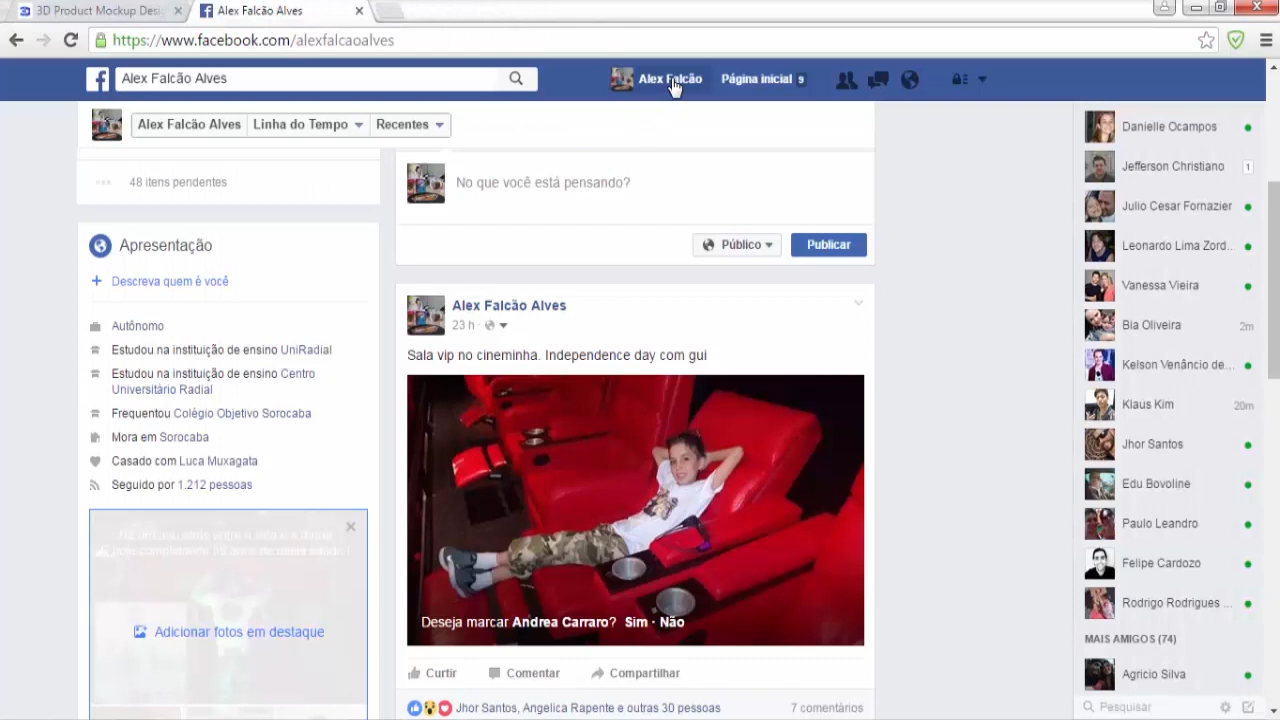 3D Product Mockup Des
Alex Falcão Alves
https://www.facebook.com/alexfalcaoalves
Alex Falcão Alves
Alex Falcão
Página inicial 9
Alex Falcão Alves
Linha do Tempo
Recentes
48 itens pendentes
No que você está pensando?
Público
Publicar
Apresentação
Descreva quem é você
Autônomo
Estudou na instituição de ensino UniRadial
Estudou na instituição de ensino Centro
Universitário Radial
Frequentou Colégio Objetivo Sorocaba
Mora em Sorocaba
Casado com Luca Muxagata
Seguido por 1.212 pessoas
Adicionar fotos em destaque
Alex Falcão Alves
23 h
Sala vip no cineminha. Independence day com gui
Deseja marcar Andrea Carraro? Sim · Não
Curtir
Comentar
Compartilhar
Jhor Santos, Angelica Rapente e outras 30 pessoas
7 comentários
Danielle Ocampos
Jefferson Christiano 1
Julio Cesar Fornazier
Leonardo Lima Zord...
Vanessa Vieira
Bia Oliveira 2m
Kelson Venâncio de...
Klaus Kim 20m
Jhor Santos
Edu Bovoline
Paulo Leandro
Felipe Cardozo
Rodrigo Rodrigues ...
MAIS AMIGOS (74)
Agricio Silva
Pesquisar